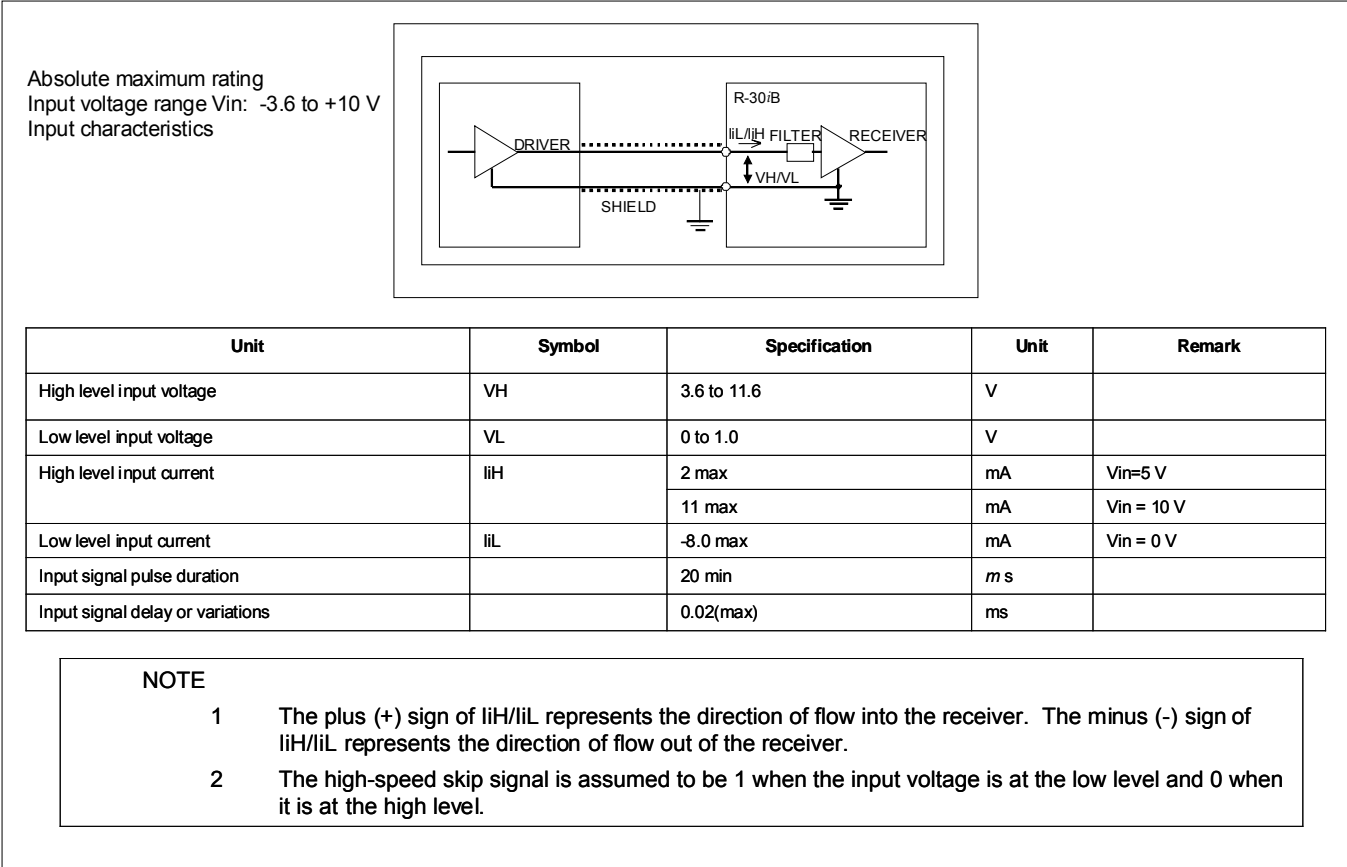 Absolute maximum rating
Input voltage range Vin: -3.6 to +10 V
Input characteristics
R-30iB
DRIVER
IiL/IiH FILTER RECEIVER
VH/VL
SHIELD
Unit Symbol Specification Unit Remark
High level input voltage VH 3.6 to 11.6 V
Low level input voltage VL 0 to 1.0 V
High level input current IiH 2 max mA Vin=5 V
11 max mA Vin = 10 V
Low level input current IiL -8.0 max mA Vin = 0 V
Input signal pulse duration 20 min m s
Input signal delay or variations 0.02(max) ms
NOTE
1 The plus (+) sign of IiH/IiL represents the direction of flow into the receiver. The minus (-) sign of
IiH/IiL represents the direction of flow out of the receiver.
2 The high-speed skip signal is assumed to be 1 when the input voltage is at the low level and 0 when
it is at the high level.